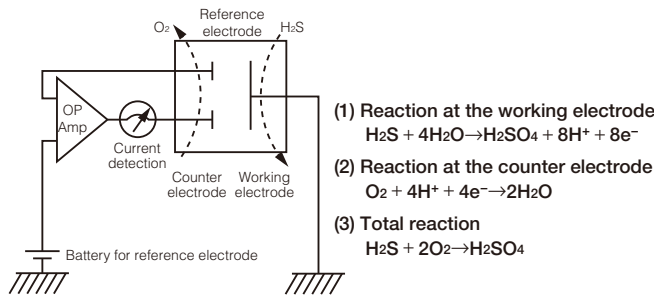 Reference
electrode
O₂
H₂S
OP
Amp
Current
detection
Counter
electrode
Working
electrode
Battery for reference electrode
(1) Reaction at the working electrode
H₂S + 4H₂O→H₂SO₄ + 8H⁺ + 8e⁻
(2) Reaction at the counter electrode
O₂ + 4H⁺ + 4e⁻→2H₂O
(3) Total reaction
H₂S + 2O₂→H₂SO₄